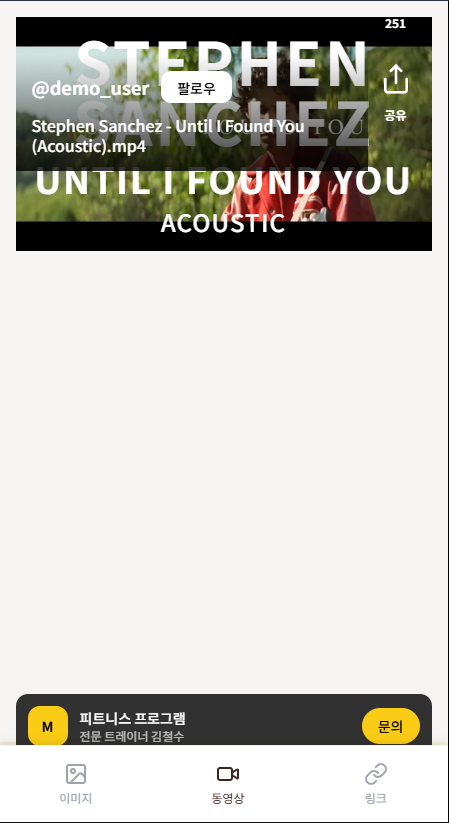 251
STEPHEN
@demo_user
팔로우
공유
SANCHEZ
Stephen Sanchez - Until I Found You
(Acoustic).mp4
UNTIL I FOUND YOU
ACOUSTIC
M
피트니스 프로그램
전문 트레이너 김철수
문의
이미지
동영상
링크